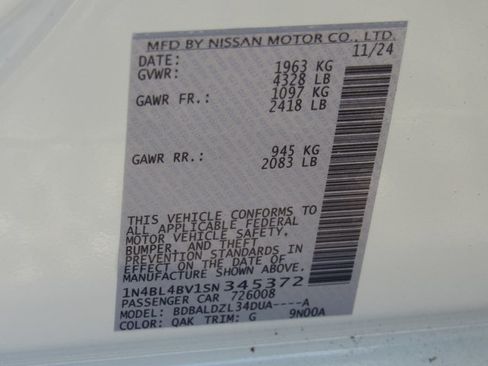 MFD BY NISSAN MOTOR CO., LTD.
DATE: 11/24
GVWR: 1963 KG
4328 LB
GAWR FR.: 1097 KG
2418 LB
GAWR RR.: 945 KG
2083 LB
THIS VEHICLE CONFORMS TO
ALL APPLICABLE FEDERAL
MOTOR VEHICLE SAFETY,
BUMPER, AND THEFT
PREVENTION STANDARDS IN
EFFECT ON THE DATE OF
MANUFACTURE SHOWN ABOVE.
1N4BL4BV1SN345372
PASSENGER CAR 726008
MODEL: BDBALDZL34DUA----A
COLOR: QAK TRIM: G 9N00A